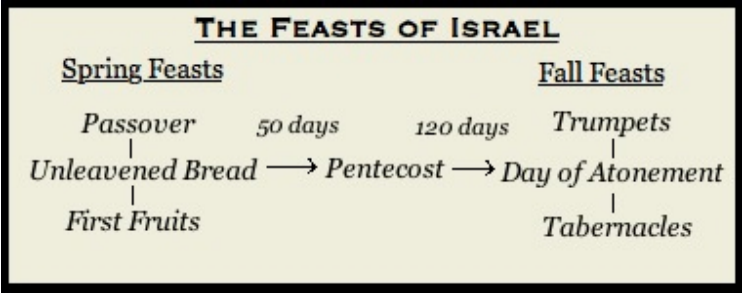 THE FEASTS OF ISRAEL
Spring Feasts Fall Feasts
Passover 50 days 120 days Trumpets
Unleavened Bread → Pentecost → Day of Atonement
First Fruits Tabernacles